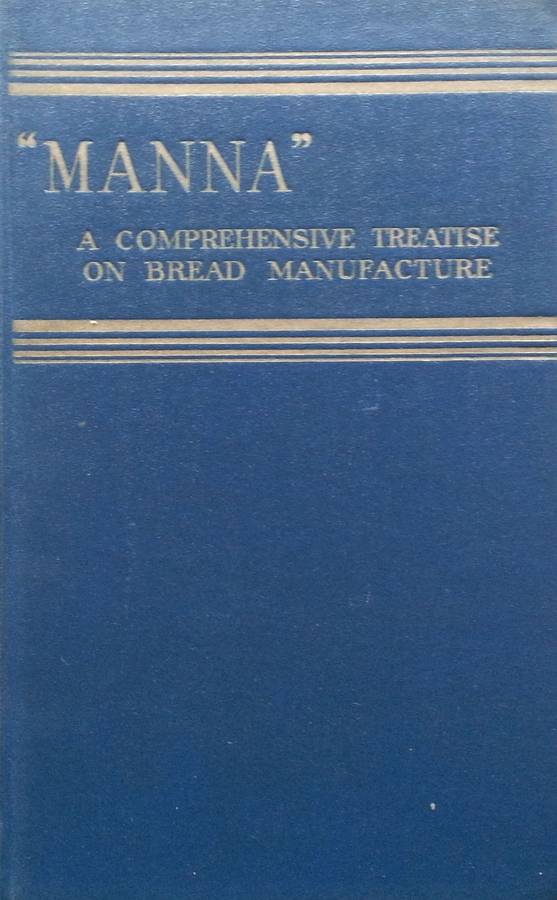 “MANNA”
A COMPREHENSIVE TREATISE
ON BREAD MANUFACTURE